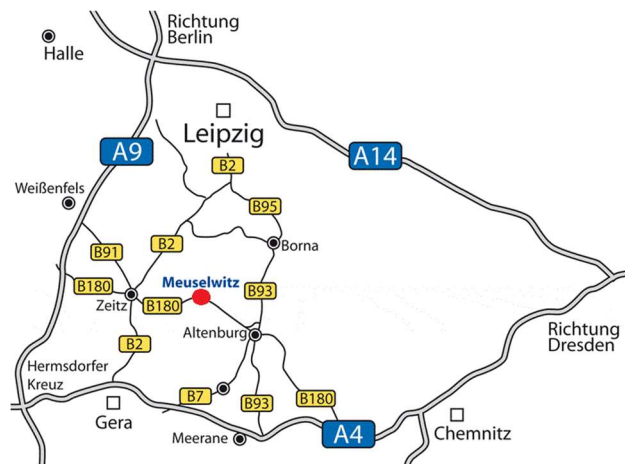 Richtung
Berlin
Halle
Leipzig
A9
A14
B2
Weißenfels
B95
B91
B2
Borna
B180
Meuselwitz
B93
Zeitz
B180
Altenburg
Richtung
Dresden
B2
Hermsdorfer
Kreuz
B7
B93
B180
Gera
Meerane
A4
Chemnitz